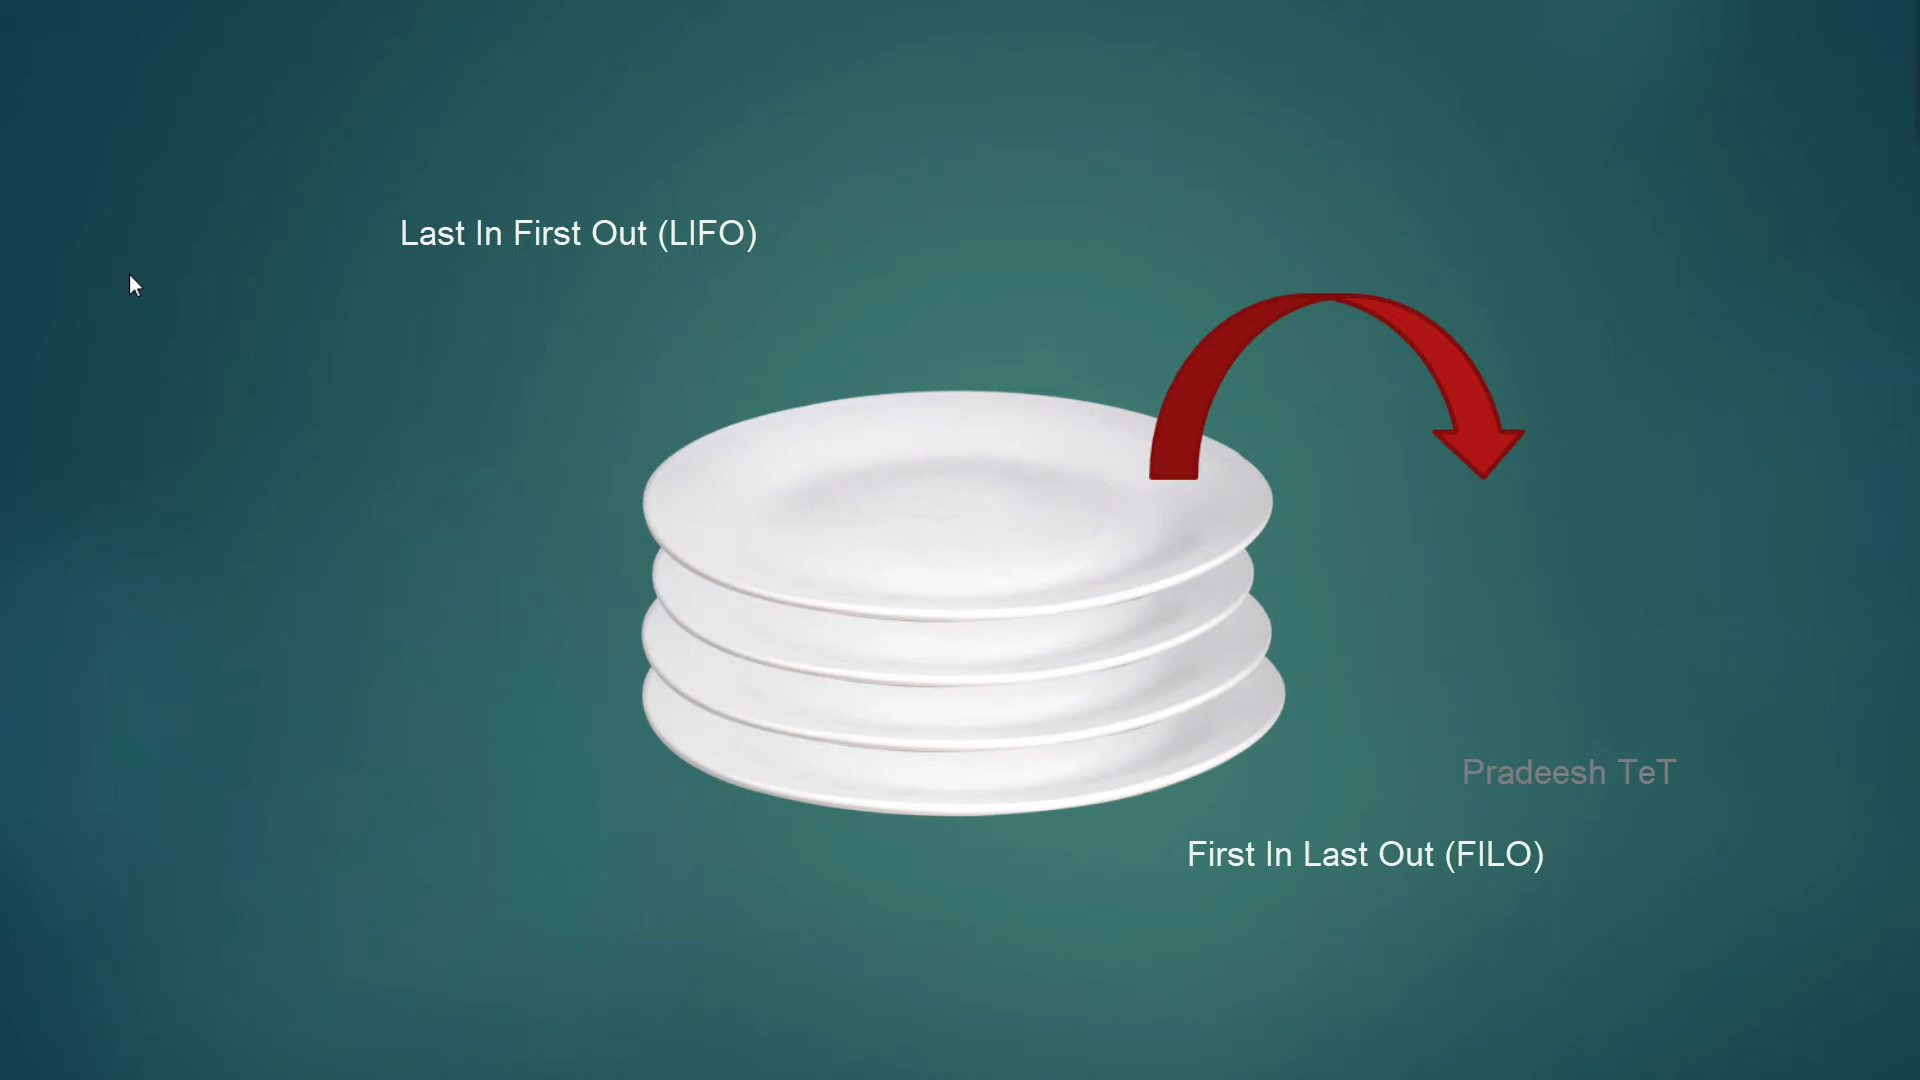 Last In First Out (LIFO)
Pradeesh TeT
First In Last Out (FILO)